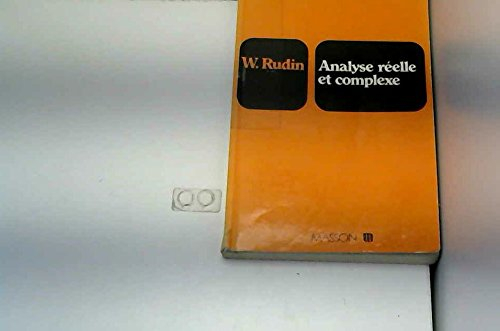 W. Rudin
Analyse réelle
et complexe
MASSON